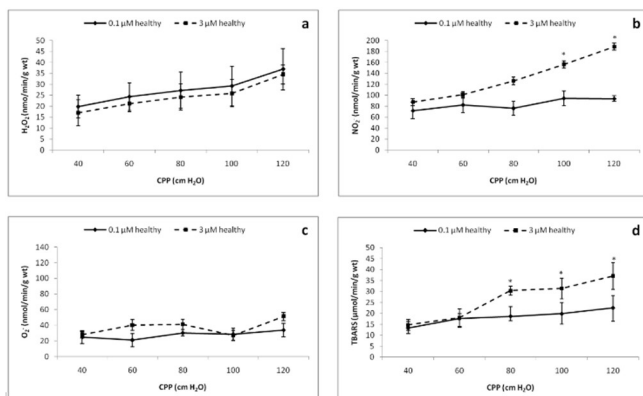 0.1 µM healthy 3 µM healthy a
H₂O₂ (nmo/min/g wt)
50
45
40
35
30
25
20
15
10
5
0
40 60 80 100 120
CPP (cm H₂O)
0.1 µM healthy 3 µM healthy b
NO₂⁻ (nmol/min/g wt)
200
180
160
140
120
100
80
60
40
20
0
* *
40 60 80 100 120
CPP (cm H₂O)
0.1 µM healthy 3 µM healthy c
O₂⁻ (nmol/min/g wt)
140
120
100
80
60
40
20
0
40 60 80 100 120
CPP (cm H₂O)
0.1 µM healthy 3 µM healthy d
TBARS (µmol/min/g wt)
50
45
40
35
30
25
20
15
10
5
0
* * *
40 60 80 100 120
CPP (cm H₂O)